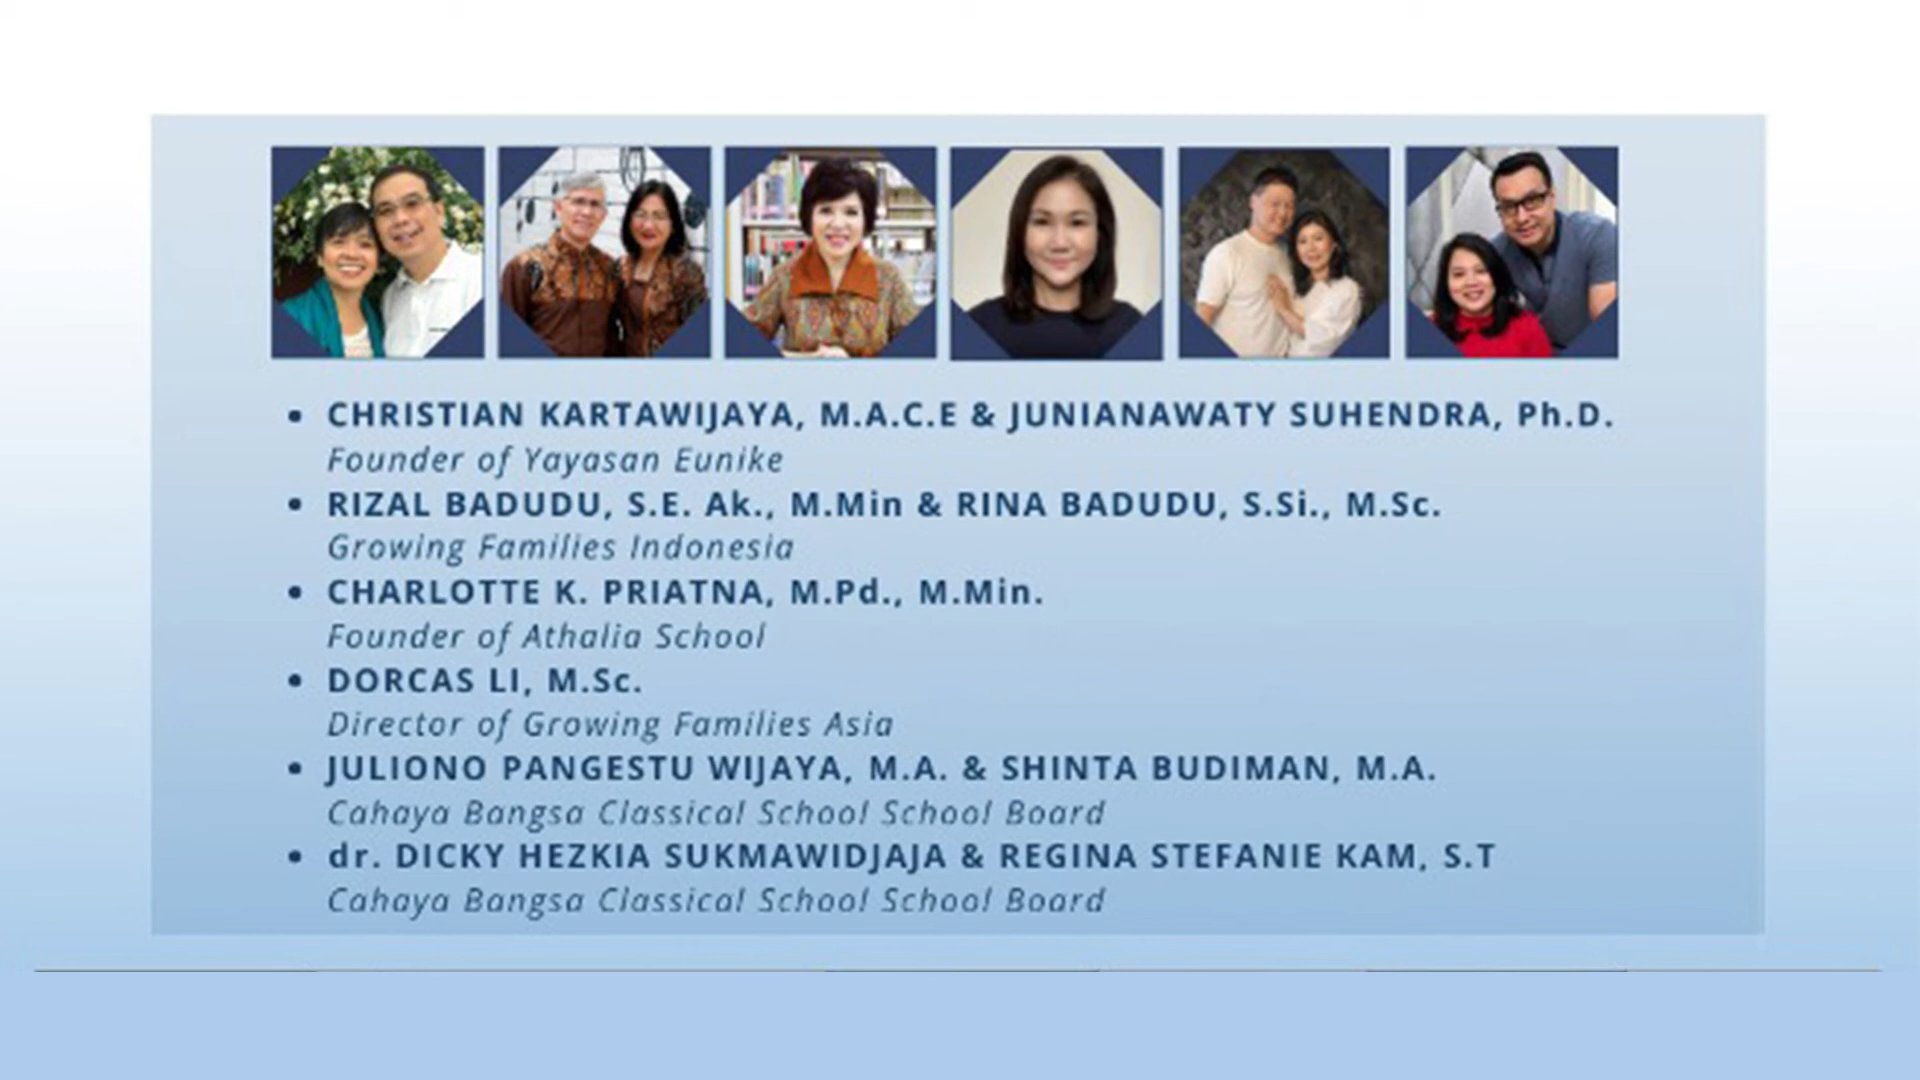 • CHRISTIAN KARTAWIJAYA, M.A.C.E & JUNIANAWATY SUHENDRA, Ph.D.
Founder of Yayasan Eunike
• RIZAL BADUDU, S.E. Ak., M.Min & RINA BADUDU, S.Si., M.Sc.
Growing Families Indonesia
• CHARLOTTE K. PRIATNA, M.Pd., M.Min.
Founder of Athalia School
• DORCAS LI, M.Sc.
Director of Growing Families Asia
• JULIONO PANGESTU WIJAYA, M.A. & SHINTA BUDIMAN, M.A.
Cahaya Bangsa Classical School School Board
• dr. DICKY HEZKIA SUKMAWIDJAJA & REGINA STEFANIE KAM, S.T
Cahaya Bangsa Classical School School Board